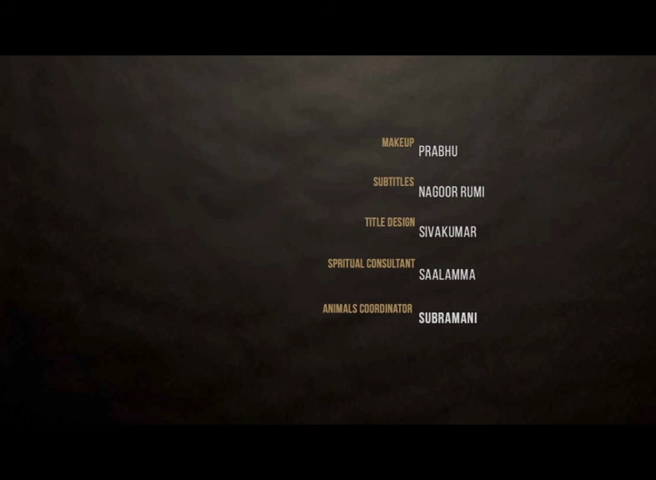 MAKEUP PRABHU
SUBTITLES NAGOOR RUMI
TITLE DESIGN SIVAKUMAR
SPRITUAL CONSULTANT SAALAMMA
ANIMALS COORDINATOR SUBRAMANI